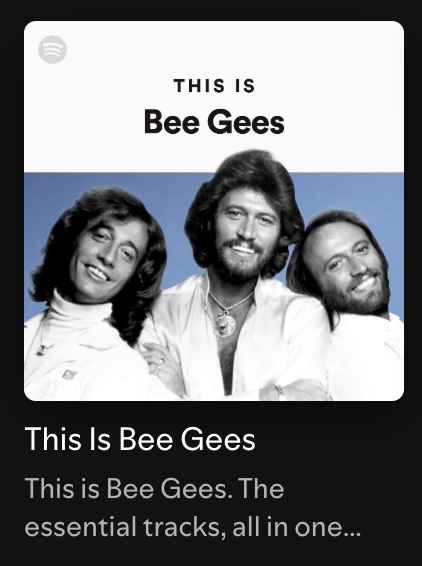 THIS IS
Bee Gees
This Is Bee Gees
This is Bee Gees. The
essential tracks, all in one...